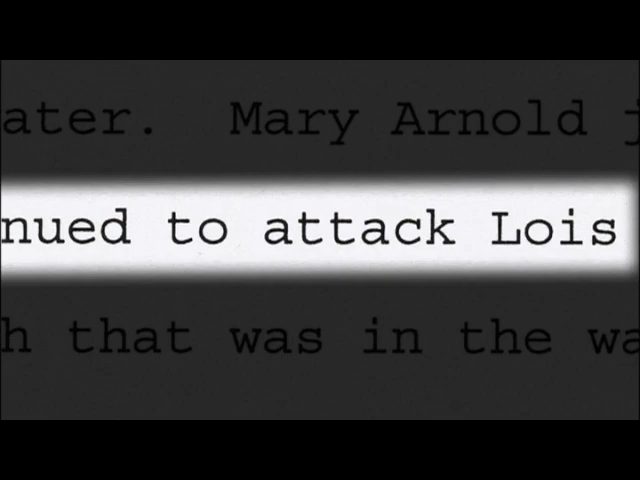 ater. Mary Arnold j
nued to attack Lois
h that was in the wa